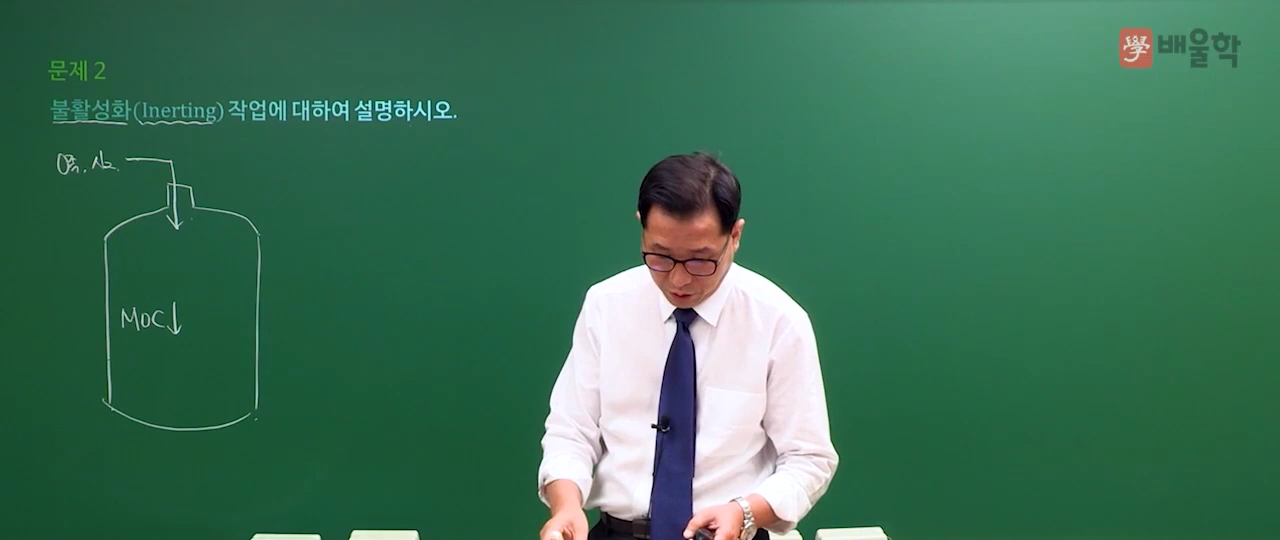 學 배울학
문제 2
불활성화(Inerting) 작업에 대하여 설명하시오.
N2.
MOC↓